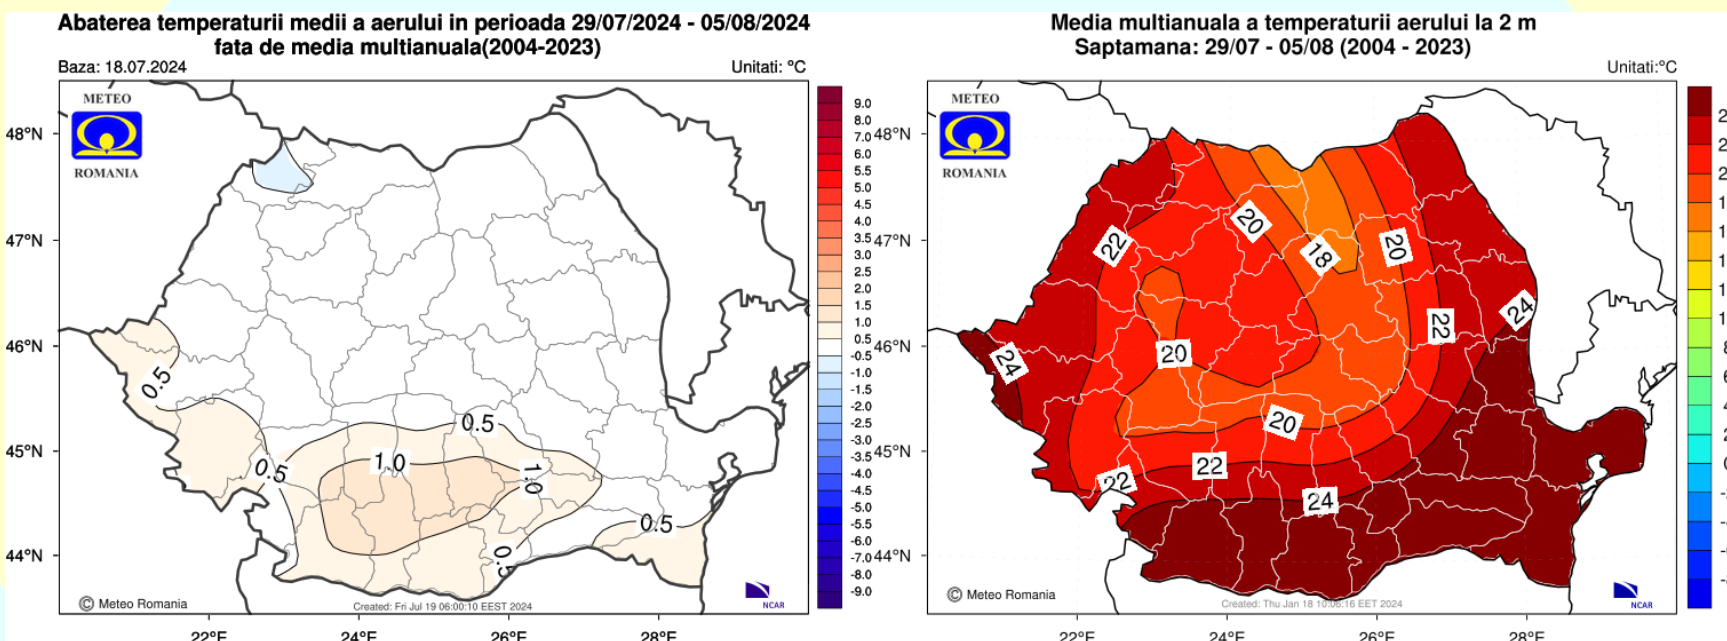 Abaterea temperaturii medii a aerului in perioada 29/07/2024 - 05/08/2024
fata de media multianuala(2004-2023)
Baza: 18.07.2024
Unitati: °C
METEO
ROMANIA
48°N
47°N
46°N
45°N
44°N
22°E
24°E
26°E
28°E
0.5
0.5
0.5
1.0
1.0
0.5
0.5
9.0
8.0
7.0
6.0
5.5
5.0
4.5
4.0
3.5
3.0
2.5
2.0
1.5
1.0
0.5
-0.5
-1.0
-1.5
-2.0
-2.5
-3.0
-3.5
-4.0
-4.5
-5.0
-5.5
-6.0
-7.0
-8.0
-9.0
© Meteo Romania
Created: Fri Jul 19 06:00:10 EEST 2024
NCAR
Media multianuala a temperaturii aerului la 2 m
Saptamana: 29/07 - 05/08 (2004 - 2023)
Unitati:°C
METEO
ROMANIA
48°N
47°N
46°N
45°N
44°N
22°E
24°E
26°E
28°E
22
20
18
20
24
22
24
20
20
22
22
24
© Meteo Romania
Created: Thu Jan 18 10:06:16 EET 2024
NCAR